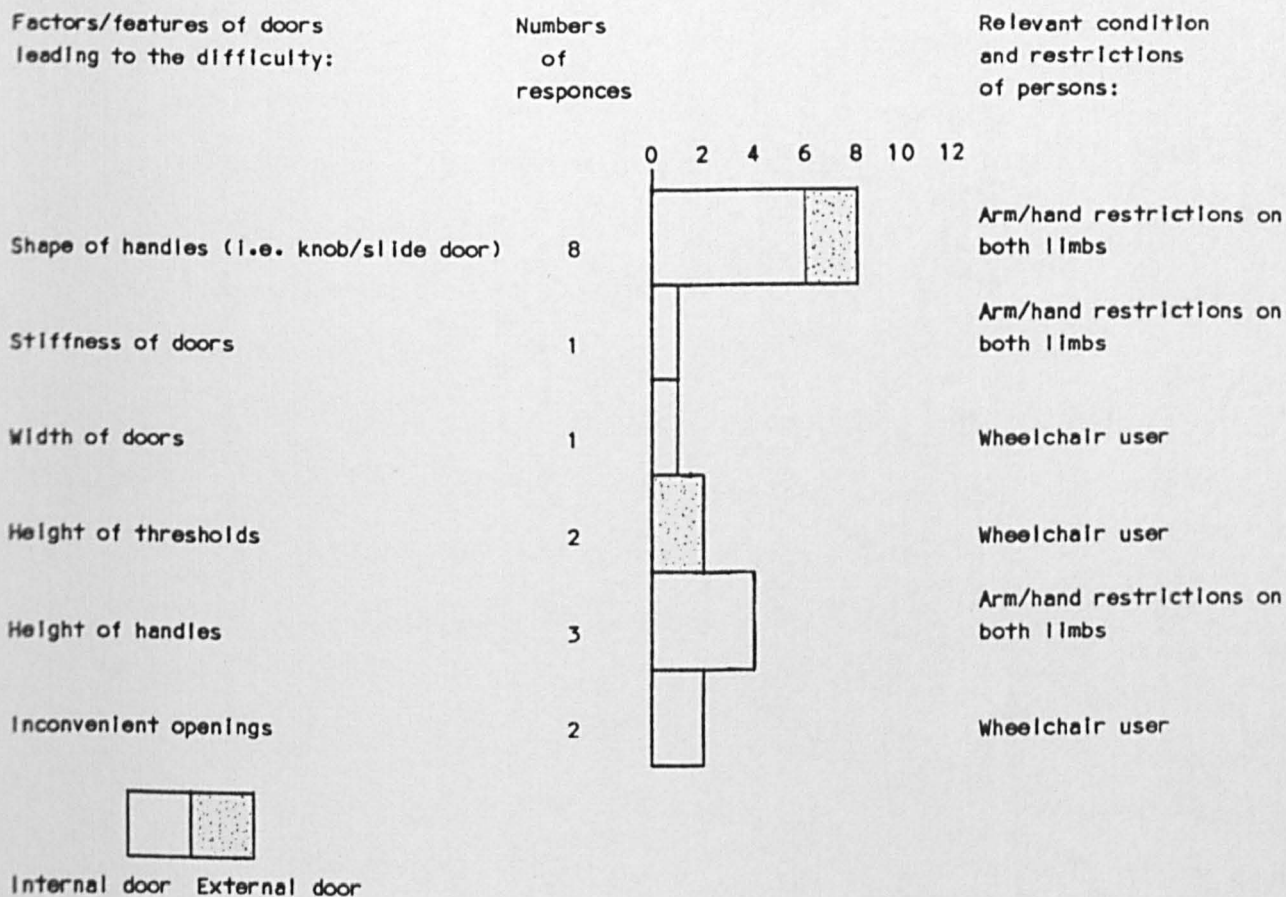 Factors/features of doors
leading to the difficulty:
Numbers
of
responces
Relevant condition
and restrictions
of persons:
0 2 4 6 8 10 12
Shape of handles (i.e. knob/slide door) 8
Arm/hand restrictions on
both limbs
Stiffness of doors 1
Arm/hand restrictions on
both limbs
Width of doors 1 Wheelchair user
Height of thresholds 2 Wheelchair user
Height of handles 3
Arm/hand restrictions on
both limbs
Inconvenient openings 2 Wheelchair user
Internal door External door